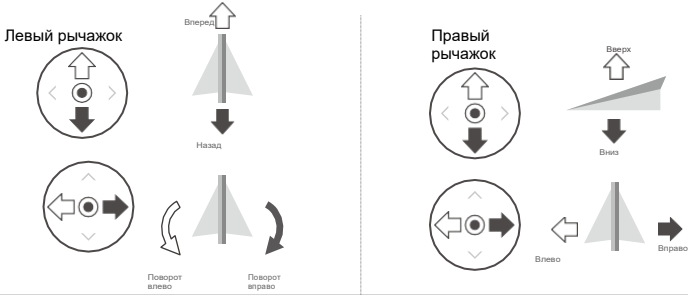 Левый рычажок
Вперед
Назад
Поворот
влево
Поворот
вправо
Правый
рычажок
Вверх
Вниз
Влево
Вправо